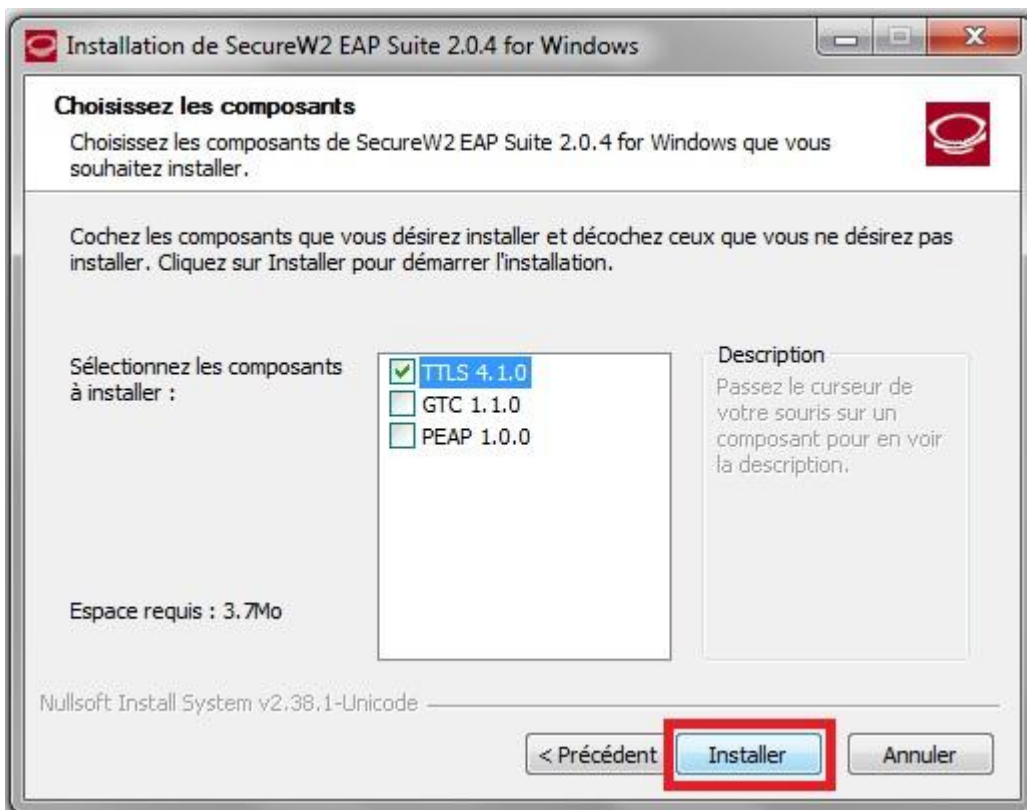 Installation de SecureW2 EAP Suite 2.0.4 for Windows
Choisissez les composants
Choisissez les composants de SecureW2 EAP Suite 2.0.4 for Windows que vous
souhaitez installer.
Cochez les composants que vous désirez installer et décochez ceux que vous ne désirez pas
installer. Cliquez sur Installer pour démarrer l'installation.
Sélectionnez les composants
à installer :
TTLS 4.1.0
GTC 1.1.0
PEAP 1.0.0
Description
Passez le curseur de
votre souris sur un
composant pour en voir
la description.
Espace requis : 3.7Mo
Nullsoft Install System v2.38.1-Unicode
< Précédent
Installer
Annuler